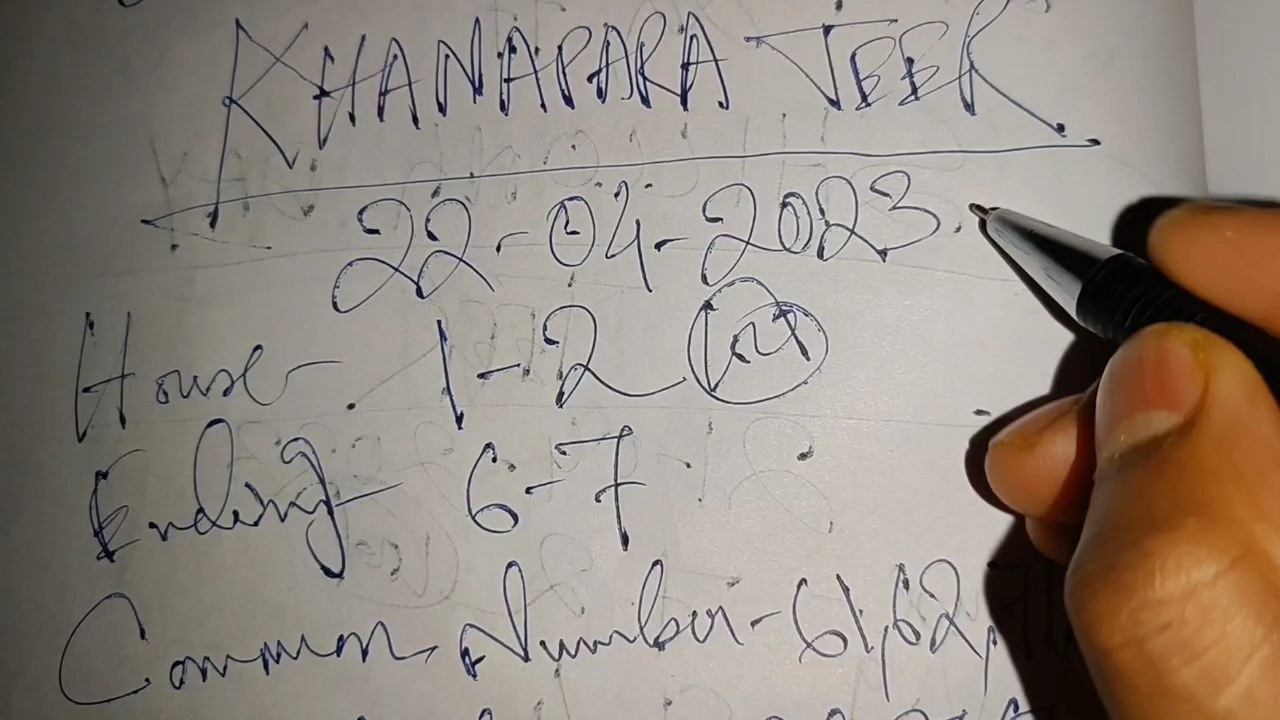 KHANAPARA TEER
22-04-2023
House- 1-2
Ending- 6-7
Common Number-61,62,